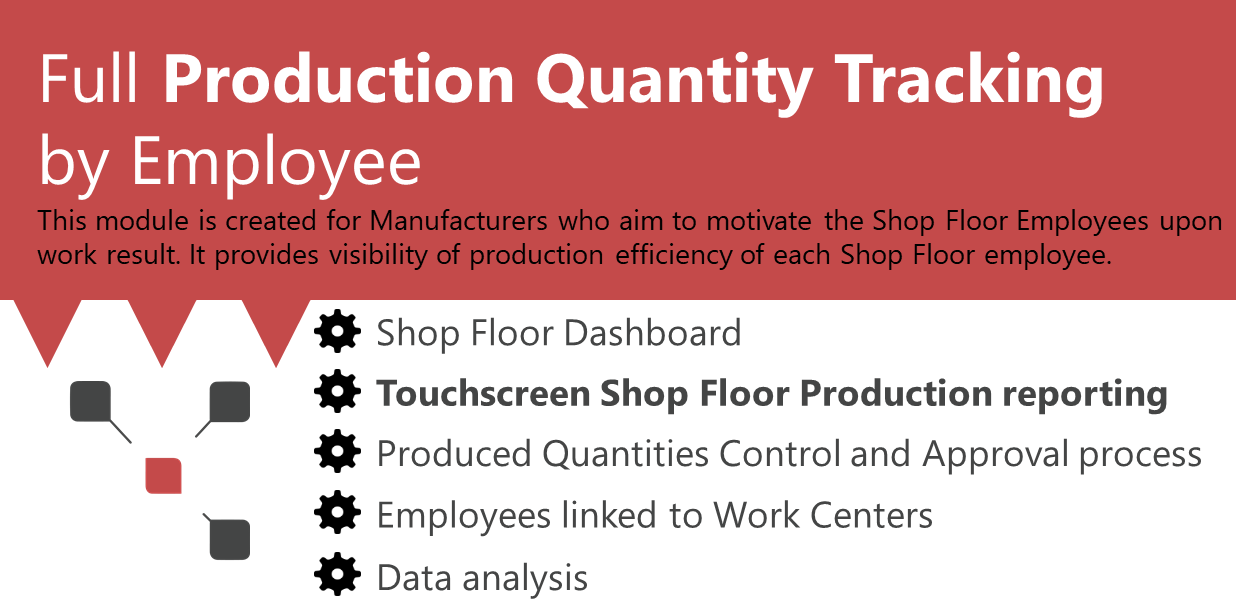 Full Production Quantity Tracking
by Employee
This module is created for Manufacturers who aim to motivate the Shop Floor Employees upon
work result. It provides visibility of production efficiency of each Shop Floor employee.
Shop Floor Dashboard
Touchscreen Shop Floor Production reporting
Produced Quantities Control and Approval process
Employees linked to Work Centers
Data analysis